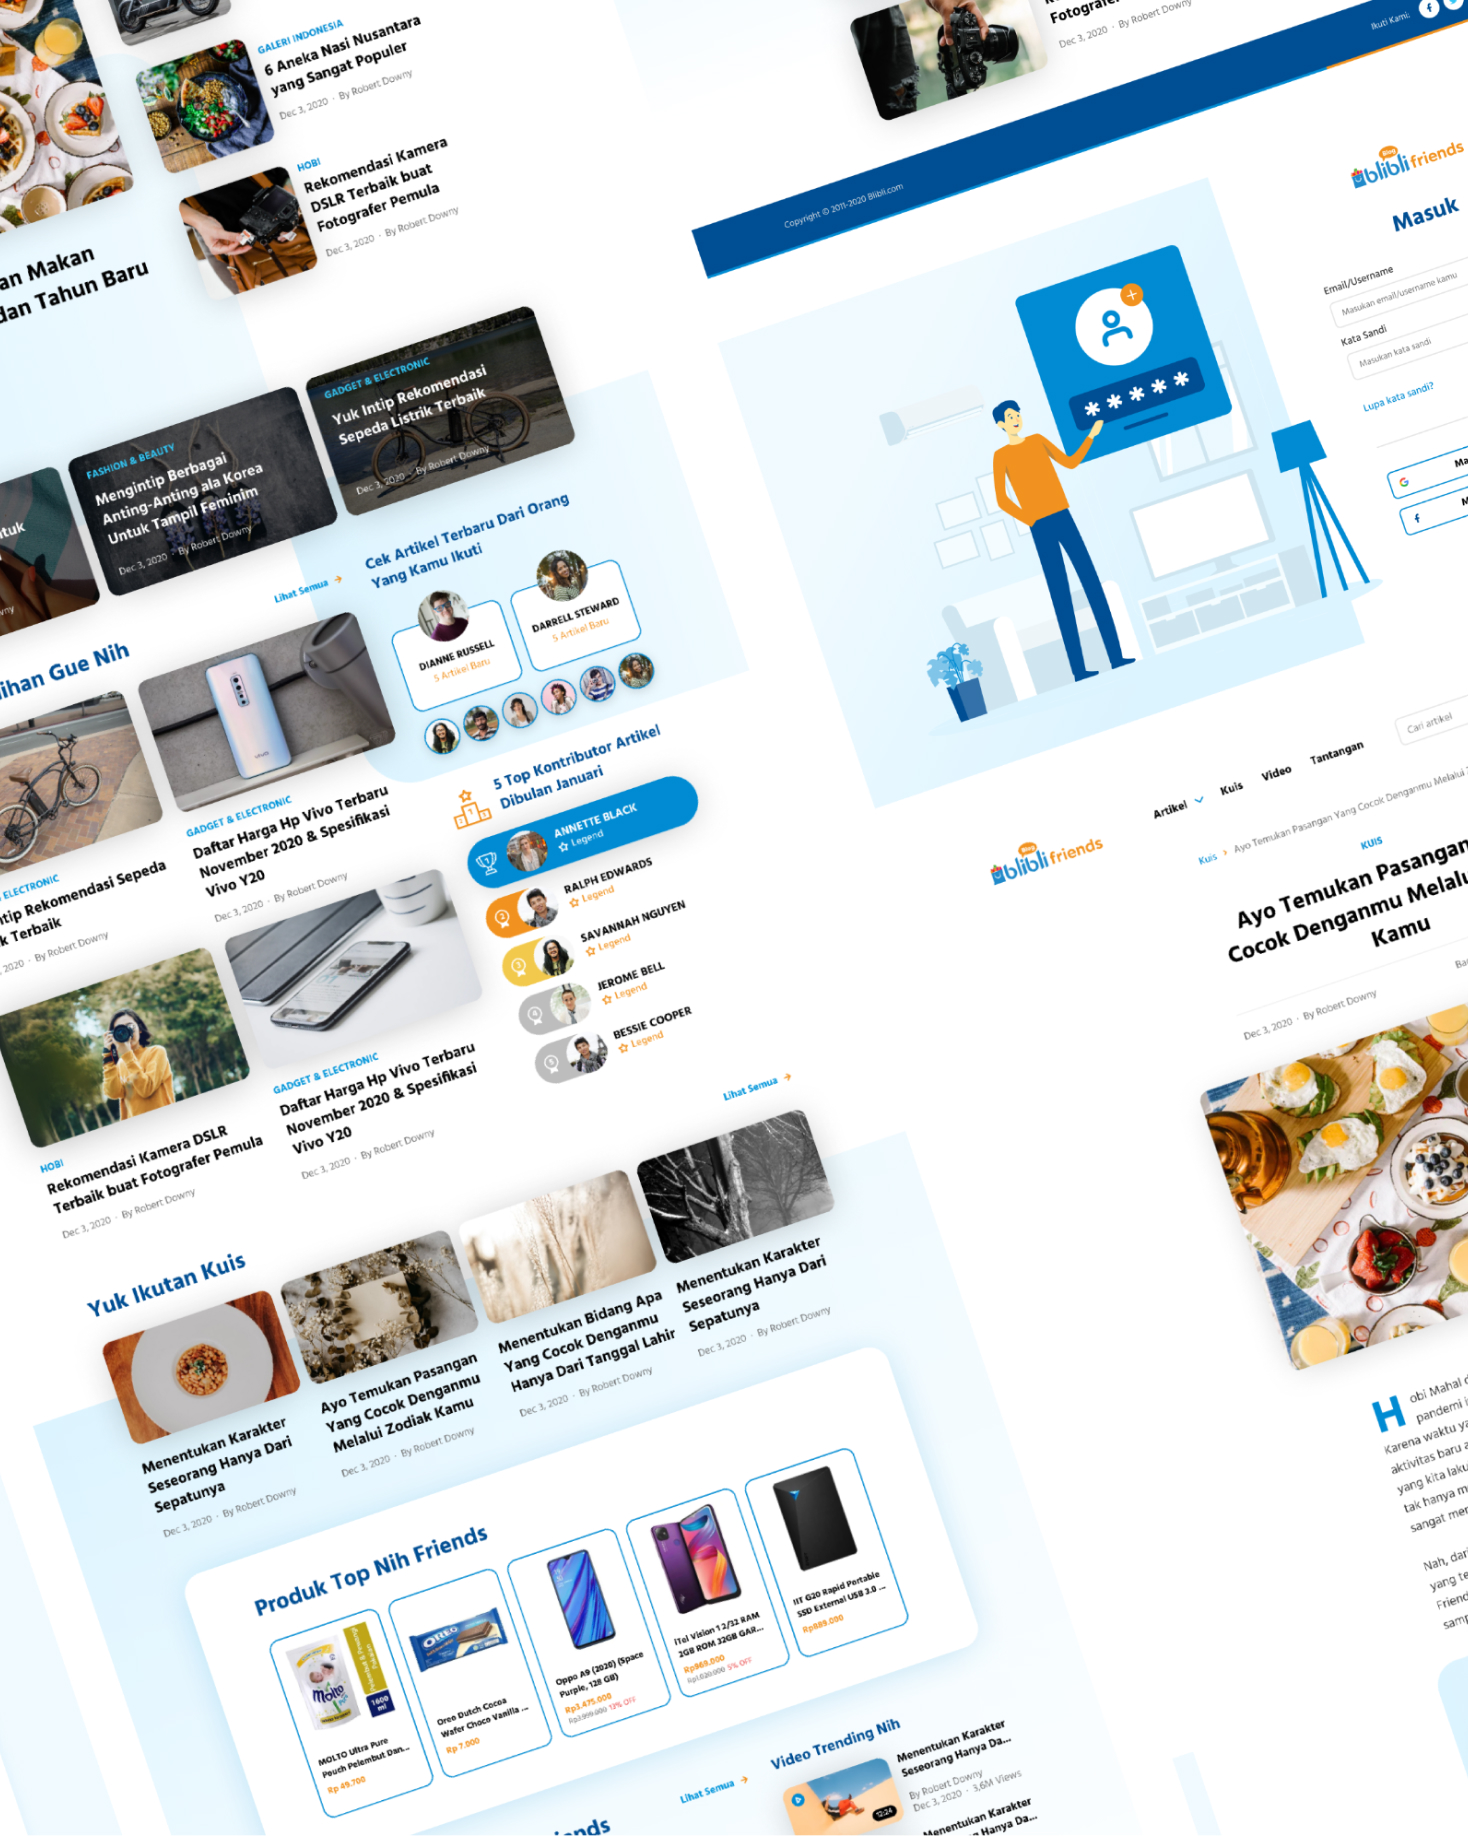 GALERI INDONESIA
6 Aneka Nasi Nusantara
yang Sangat Populer
Dec 3, 2020 · By Robert Downy
HOBI
Rekomendasi Kamera
DSLR Terbaik buat
Fotografer Pemula
Dec 3, 2020 · By Robert Downy
an Makan
dan Tahun Baru
GADGET & ELECTRONIC
Yuk Intip Rekomendasi
Sepeda Listrik Terbaik
Dec 3, 2020 · By Robert Downy
FASHION & BEAUTY
Mengintip Berbagai
Anting-Anting ala Korea
Untuk Tampil Feminim
Dec 3, 2020 · By Robert Downy
tuk
wny
Lihat Semua
Cek Artikel Terbaru Dari Orang
Yang Kamu Ikuti
DIANNE RUSSELL
5 Artikel Baru
DARRELL STEWARD
5 Artikel Baru
lihan Gue Nih
GADGET & ELECTRONIC
Daftar Harga Hp Vivo Terbaru
November 2020 & Spesifikasi
Vivo Y20
Dec 3, 2020 · By Robert Downy
ELECTRONIC
ntip Rekomendasi Sepeda
k Terbaik
, 2020 · By Robert Downy
5 Top Kontributor Artikel
Dibulan Januari
1
ANNETTE BLACK
Legend
2
RALPH EDWARDS
Legend
3
SAVANNAH NGUYEN
Legend
4
JEROME BELL
Legend
5
BESSIE COOPER
Legend
GADGET & ELECTRONIC
Daftar Harga Hp Vivo Terbaru
November 2020 & Spesifikasi
Vivo Y20
Dec 3, 2020 · By Robert Downy
HOBI
Rekomendasi Kamera DSLR
Terbaik buat Fotografer Pemula
Dec 3, 2020 · By Robert Downy
Lihat Semua
Yuk Ikutan Kuis
Menentukan Karakter
Seseorang Hanya Dari
Sepatunya
Dec 3, 2020 · By Robert Downy
Ayo Temukan Pasangan
Yang Cocok Denganmu
Melalui Zodiak Kamu
Dec 3, 2020 · By Robert Downy
Menentukan Bidang Apa
Yang Cocok Denganmu
Hanya Dari Tanggal Lahir
Dec 3, 2020 · By Robert Downy
Menentukan Karakter
Seseorang Hanya Dari
Sepatunya
Dec 3, 2020 · By Robert Downy
Produk Top Nih Friends
Molto
1600
ml
MOLTO Ultra Pure
Pouch Pelembut Dan...
Rp 49.700
OREO
Oreo Dutch Cocoa
Wafer Choco Vanilla ...
Rp 7.000
Oppo A9 (2020) (Space
Purple, 128 GB)
Rp3.475.000
Rp3.999.000 13% OFF
iTel Vision 1 2/32 RAM
2GB ROM 32GB GAR...
Rp969.000
Rp1.020.000 5% OFF
IIT G20 Rapid Portable
SSD External USB 3.0 ...
Rp889.000
Lihat Semua
Video Trending Nih
12:24
Menentukan Karakter
Seseorang Hanya Da...
By Robert Downy
Dec 3, 2020 · 3,6M Views
Menentukan Karakter
Hanya Da...
ends
Fotografer
Dec 3, 2020 · By Robert Downy
Ikuti Kami:
Copyright © 2011-2020 Blibli.com
Blog
blibli friends
Masuk
Email/Username
Masukan email/username kamu
Kata Sandi
Masukan kata sandi
Lupa kata sandi?
Ma
M
*****
Blog
blibli friends
Artikel
Kuis
Video
Tantangan
Cari artikel
Kuis > Ayo Temukan Pasangan Yang Cocok Denganmu Melalui
KUIS
Ayo Temukan Pasangan
Cocok Denganmu Melalu
Kamu
Dec 3, 2020 · By Robert Downy
Ba
Hobi Mahal d
pandemi i
Karena waktu ya
aktivitas baru a
yang kita laku
tak hanya m
sangat mer
Nah, dari
yang te
Friend
samp